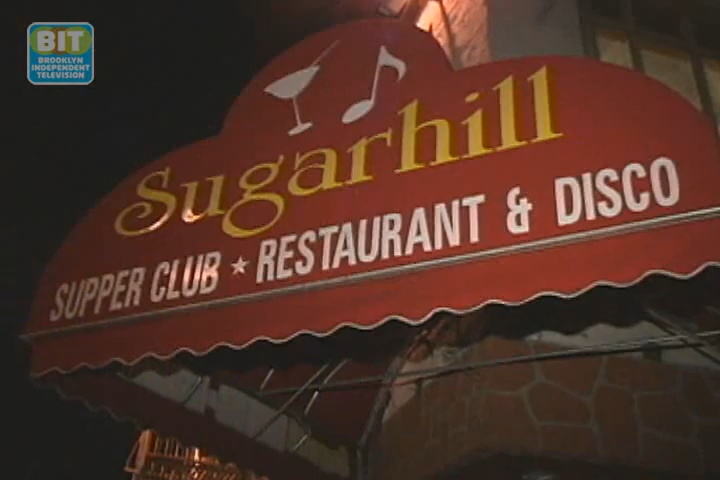 BIT
BROOKLYN
INDEPENDENT
TELEVISION
Sugarhill
SUPPER CLUB ★ RESTAURANT & DISCO